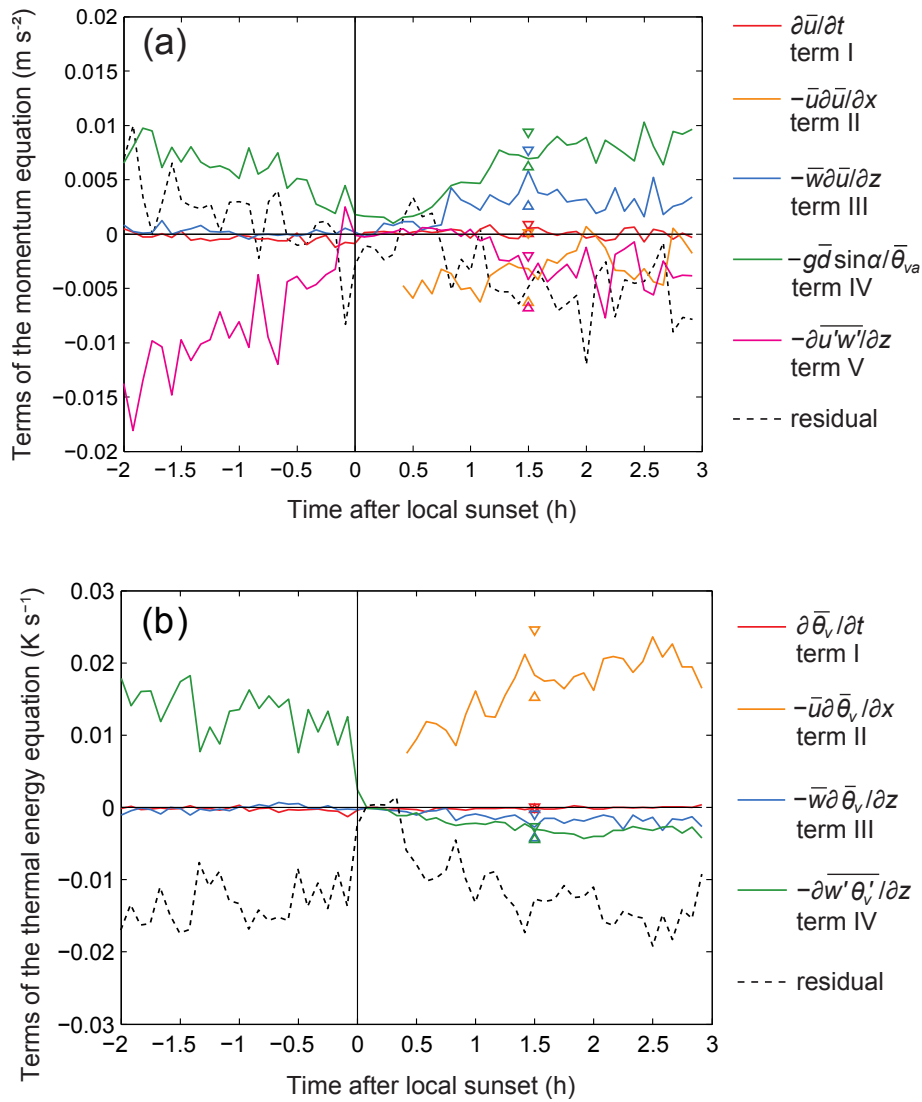 Terms of the momentum equation (m s⁻²)
(a)
0.02
0.015
0.01
0.005
0
−0.005
−0.01
−0.015
−0.02
−2
−1.5
−1
−0.5
0
0.5
1
1.5
2
2.5
3
Time after local sunset (h)
∂u̅/∂t
term I
−u̅∂u̅/∂x
term II
−w̅∂u̅/∂z
term III
−gd̅ sinα/θ̅va
term IV
−∂u'w'/∂z
term V
residual
Terms of the thermal energy equation (K s⁻¹)
(b)
0.03
0.02
0.01
0
−0.01
−0.02
−0.03
−2
−1.5
−1
−0.5
0
0.5
1
1.5
2
2.5
3
Time after local sunset (h)
∂θ̅v/∂t
term I
−u̅∂θ̅v/∂x
term II
−w̅∂θ̅v/∂z
term III
−∂w'θv'/∂z
term IV
residual